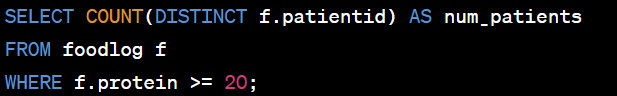 SELECT COUNT(DISTINCT f.patientid) AS num_patients
FROM foodlog f
WHERE f.protein >= 20;